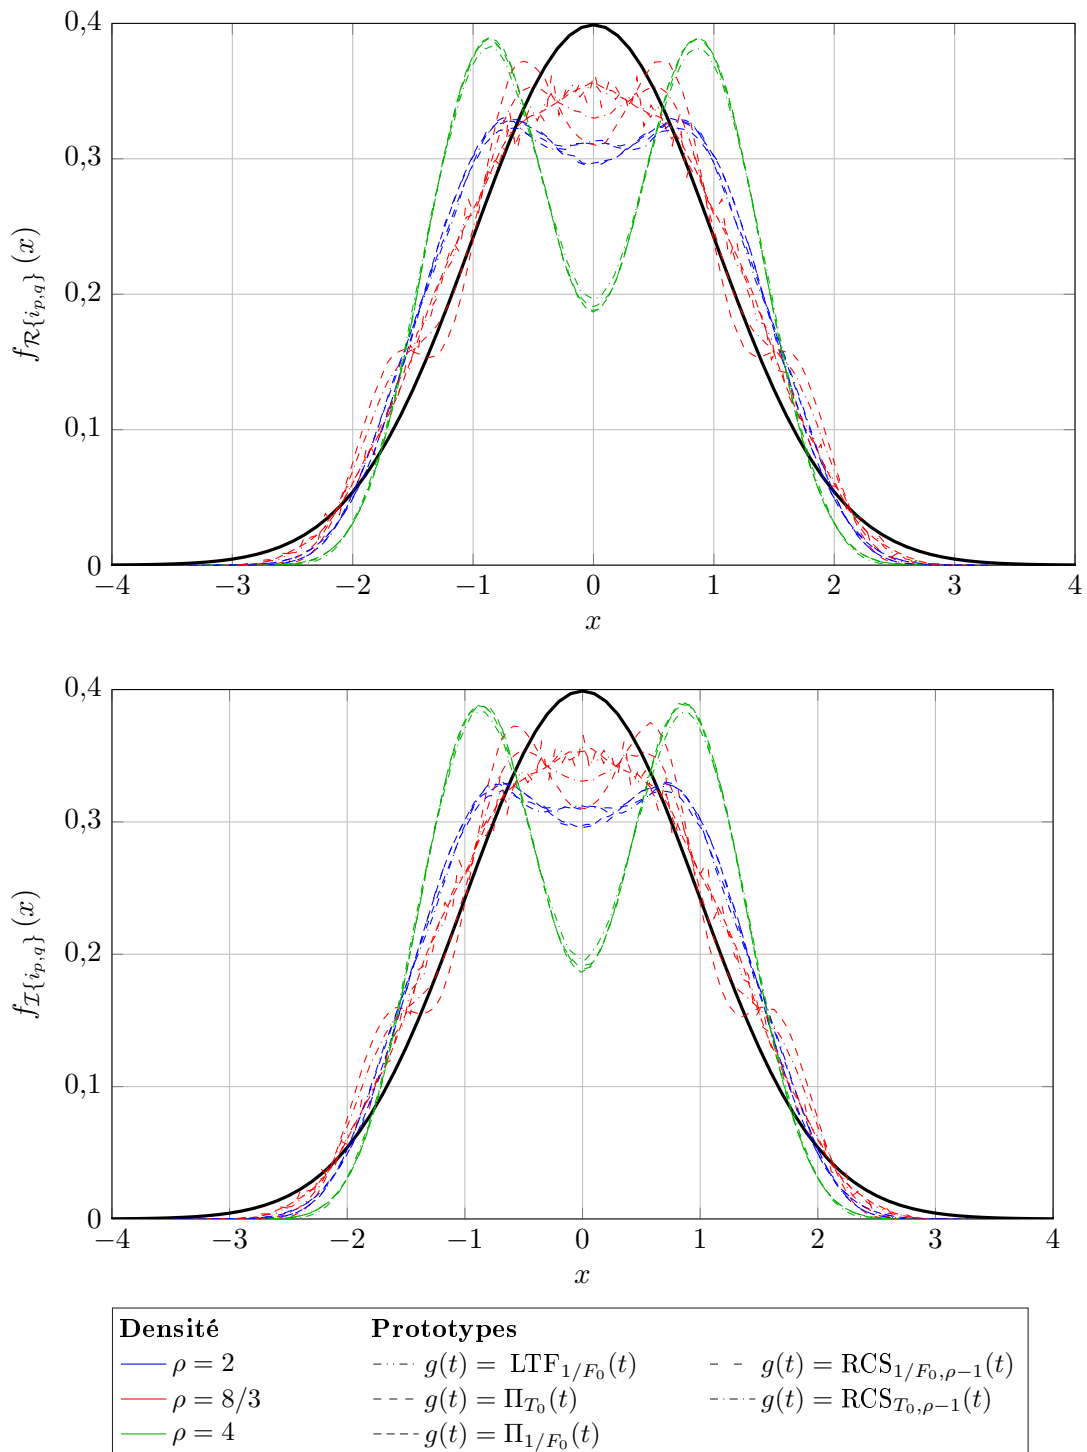 0,4
0,3
0,2
0,1
0
−4 −3 −2 −1 0 1 2 3 4
x
f_{R{i_{p,q}}}(x)
0,4
0,3
0,2
0,1
0
−4 −3 −2 −1 0 1 2 3 4
x
f_{I{i_{p,q}}}(x)
Densité Prototypes
ρ = 2 g(t) = LTF_{1/F_0}(t) g(t) = RCS_{1/F_0,ρ−1}(t)
ρ = 8/3 g(t) = Π_{T_0}(t) g(t) = RCS_{T_0,ρ−1}(t)
ρ = 4 g(t) = Π_{1/F_0}(t)